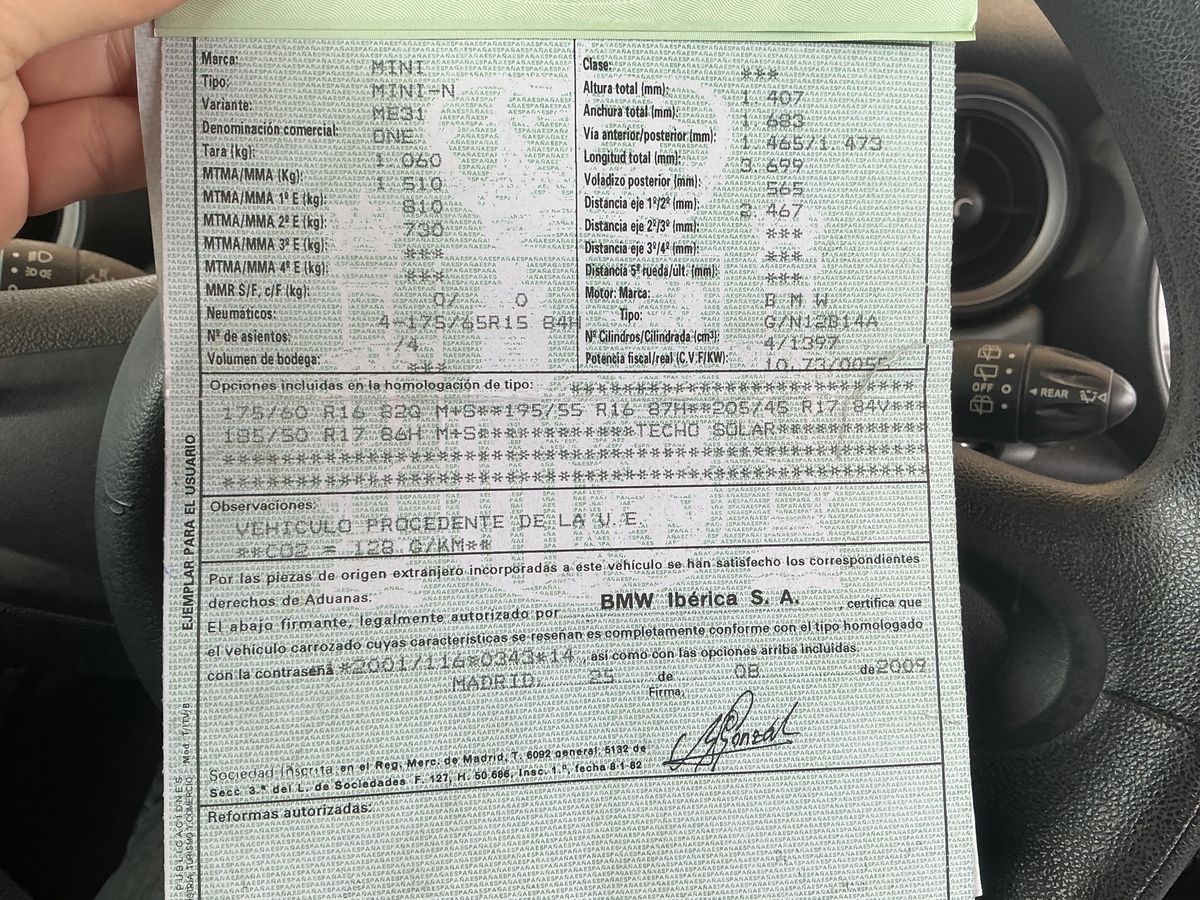 Marca: MINI
Tipo: MINI-N
Variante: ME31
Denominación comercial: ONE
Tara (kg): 1.060
MTMA/MMA (Kg): 1.510
MTMA/MMA 1º E (kg): 810
MTMA/MMA 2º E (kg): 730
MTMA/MMA 3º E (kg): ***
MTMA/MMA 4º E (kg): ***
MMR S/F, c/F (kg): 0/ 0
Neumáticos: 4-175/65R15 84H
Nº de asientos: /4
Volumen de bodega: ***
Clase: ***
Altura total (mm): 1.407
Anchura total (mm): 1.683
Vía anterior/posterior (mm): 1.465/1.473
Longitud total (mm): 3.699
Voladizo posterior (mm): 565
Distancia eje 1º/2º (mm): 2.467
Distancia eje 2º/3º (mm): ***
Distancia eje 3º/4º (mm): ***
Distancia 5ª rueda/últ. (mm): ***
Motor: Marca: B M W
Tipo: G/N12B14A
Nº Cilindros/Cilindrada (cm³): 4/1397
Potencia fiscal/real (C.V.F/KW): 10,73/0055
Opciones incluidas en la homologación de tipo: **************************
175/60 R16 82Q M+S**195/55 R16 87H**205/45 R17 84V***
185/50 R17 86H M+S************TECHO SOLAR************
*****************************************************
*****************************************************
Observaciones:
VEHICULO PROCEDENTE DE LA U.E.
**CO2 = 128 G/KM**
Por las piezas de origen extranjero incorporadas a este vehículo se han satisfecho los correspondientes
derechos de Aduanas.
El abajo firmante, legalmente autorizado por BMW Ibérica S. A. certifica que
el vehículo carrozado cuyas características se reseñan es completamente conforme con el tipo homologado
con la contraseña *2001/116*0343*14, así como con las opciones arriba incluidas.
MADRID, 25 de 08 de 2009
Firma,
Sociedad Inscrita en el Reg. Merc. de Madrid, T. 6092 general, 5132 de
Secc. 3.ª del L. de Sociedades F. 127, H. 50.686, Insc. 1.ª, fecha 8-1-82
Reformas autorizadas:
EJEMPLAR PARA EL USUARIO
Mod. T/TV/B
OFF
REAR